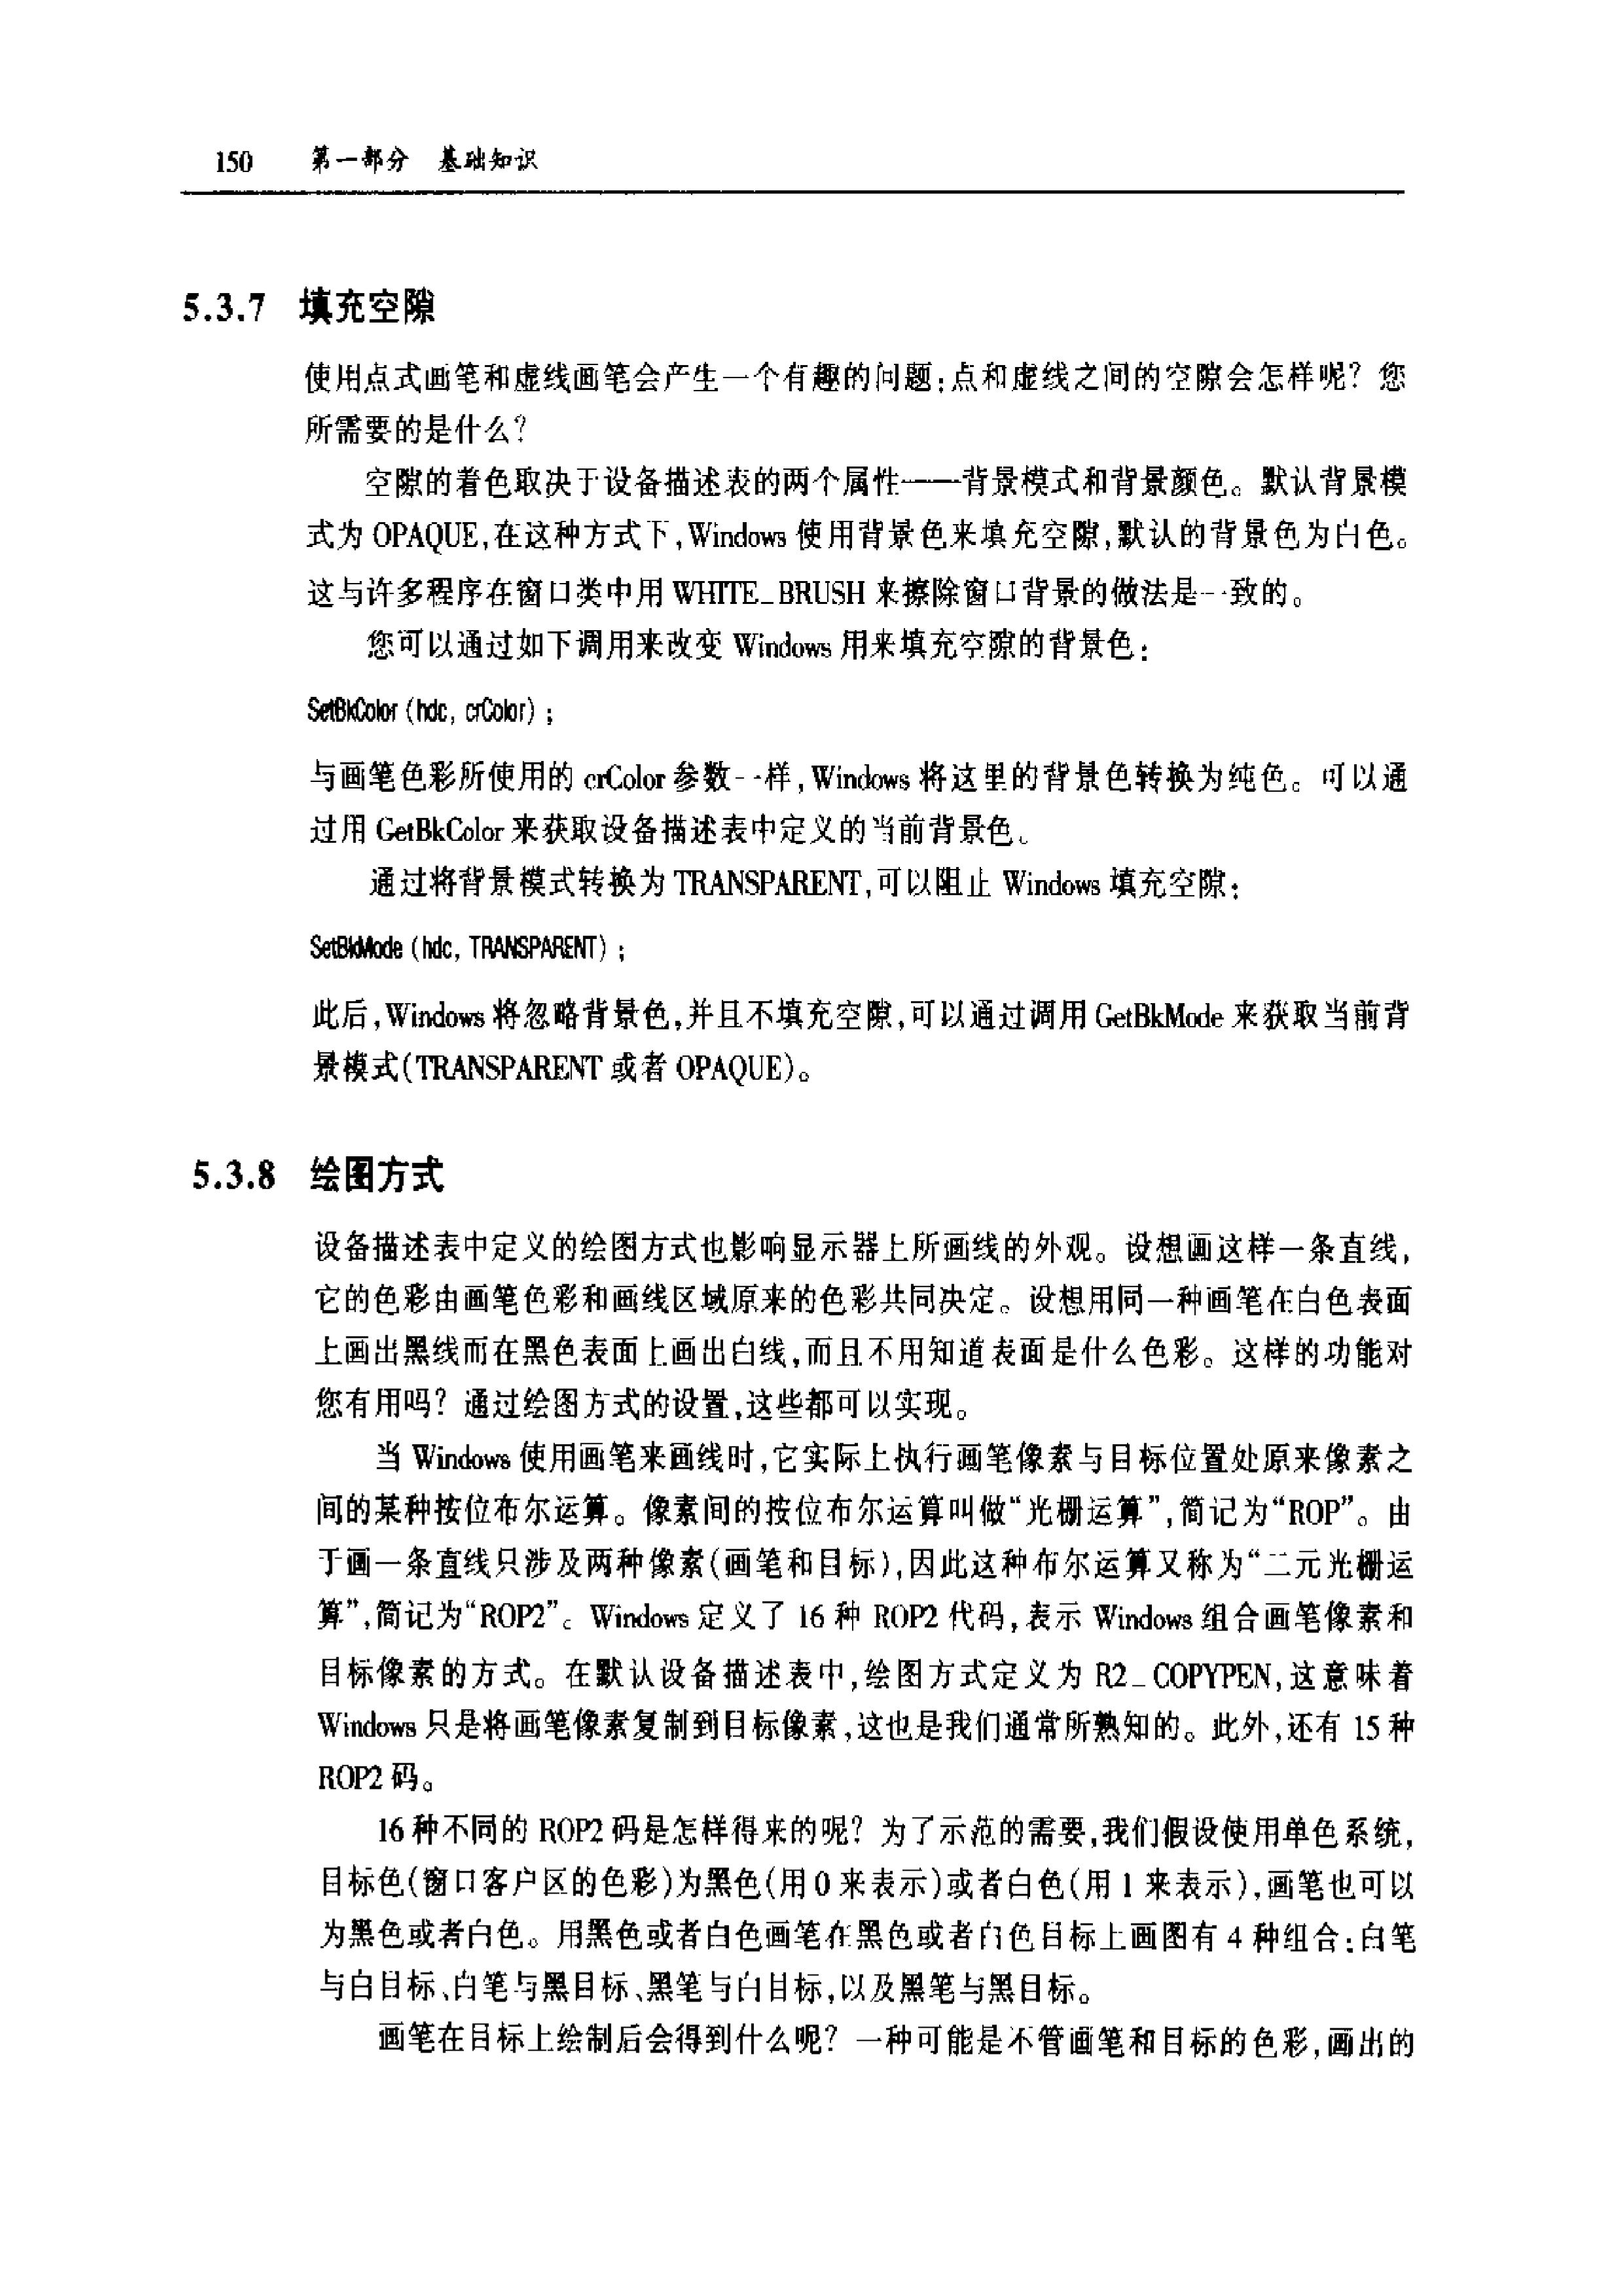 150 第一部分 基础知识
5.3.7 填充空隙
使用点式画笔和虚线画笔会产生一个有趣的问题;点和虚线之间的空隙会怎样呢? 您
所需要的是什么?
空隙的着色取决于设备描述表的两个属性——背景模式和背景颜色。默认背景模
式为 OPAQUE,在这种方式下,Windows 使用背景色来填充空隙,默认的背景色为白色。
这与许多程序在窗口类中用 WHITE_BRUSH 来擦除窗口背景的做法是一致的。
您可以通过如下调用来改变 Windows 用来填充空隙的背景色:
SetBkColor (hdc, crColor) ;
与画笔色彩所使用的 crColor 参数一样,Windows 将这里的背景色转换为纯色。可以通
过用 GetBkColor 来获取设备描述表中定义的当前背景色。
通过将背景模式转换为 TRANSPARENT,可以阻止 Windows 填充空隙:
SetBkMode (hdc, TRANSPARENT) ;
此后,Windows 将忽略背景色,并且不填充空隙,可以通过调用 GetBkMode 来获取当前背
景模式(TRANSPARENT 或者 OPAQUE)。
5.3.8 绘图方式
设备描述表中定义的绘图方式也影响显示器上所画线的外观。设想画这样一条直线,
它的色彩由画笔色彩和画线区域原来的色彩共同决定。设想用同一种画笔在白色表面
上画出黑线而在黑色表面上画出白线,而且不用知道表面是什么色彩。这样的功能对
您有用吗? 通过绘图方式的设置,这些都可以实现。
当 Windows 使用画笔来画线时,它实际上执行画笔像素与目标位置处原来像素之
间的某种按位布尔运算。像素间的按位布尔运算叫做“光栅运算”,简记为“ROP”。由
于画一条直线只涉及两种像素(画笔和目标),因此这种布尔运算又称为“二元光栅运
算”,简记为“ROP2”。Windows 定义了 16 种 ROP2 代码,表示 Windows 组合画笔像素和
目标像素的方式。在默认设备描述表中,绘图方式定义为 R2_COPYPEN,这意味着
Windows 只是将画笔像素复制到目标像素,这也是我们通常所熟知的。此外,还有 15 种
ROP2 码。
16 种不同的 ROP2 码是怎样得来的呢? 为了示范的需要,我们假设使用单色系统,
目标色(窗口客户区的色彩)为黑色(用 0 来表示)或者白色(用 1 来表示),画笔也可以
为黑色或者白色。用黑色或者白色画笔在黑色或者白色目标上画图有 4 种组合:白笔
与白目标、白笔与黑目标、黑笔与白目标,以及黑笔与黑目标。
画笔在目标上绘制后会得到什么呢? 一种可能是不管画笔和目标的色彩,画出的